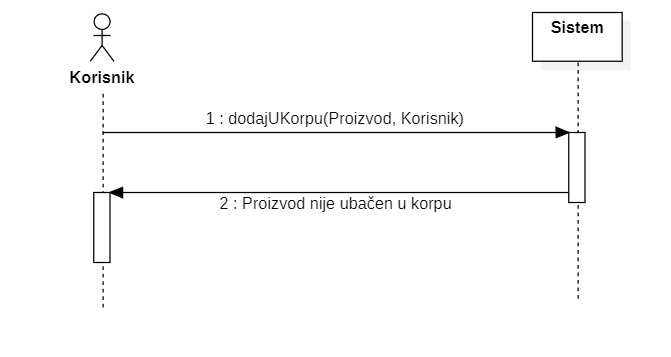 Sistem
Korisnik
1 : dodajUKorpu(Proizvod, Korisnik)
2 : Proizvod nije ubačen u korpu